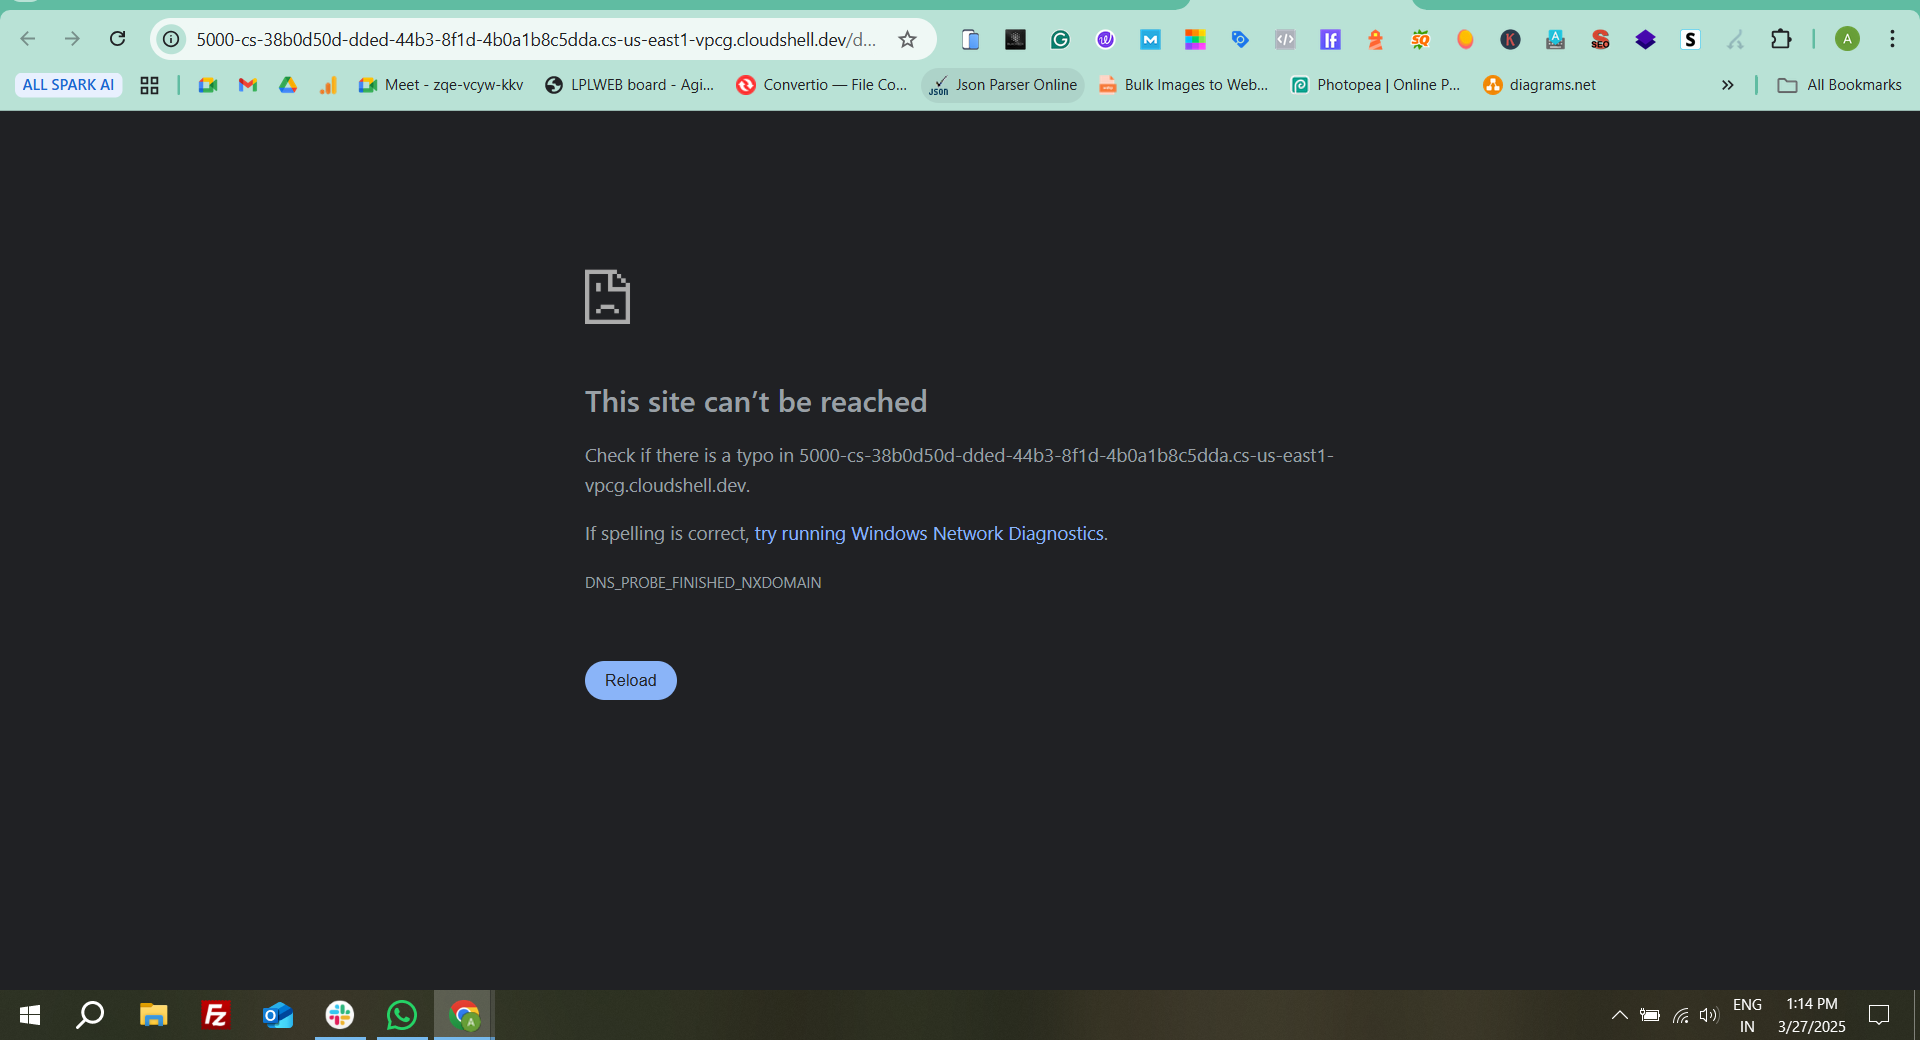 5000-cs-38b0d50d-dded-44b3-8f1d-4b0a1b8c5dda.cs-us-east1-vpcg.cloudshell.dev/d...
A
ALL SPARK AI
Meet - zqe-vcyw-kkv
LPLWEB board - Agi...
Convertio — File Co...
Json Parser Online
Bulk Images to Web...
Photopea | Online P...
diagrams.net
»
All Bookmarks
This site can’t be reached
Check if there is a typo in 5000-cs-38b0d50d-dded-44b3-8f1d-4b0a1b8c5dda.cs-us-east1-
vpcg.cloudshell.dev.
If spelling is correct, try running Windows Network Diagnostics.
DNS_PROBE_FINISHED_NXDOMAIN
Reload
ENG
IN
1:14 PM
3/27/2025